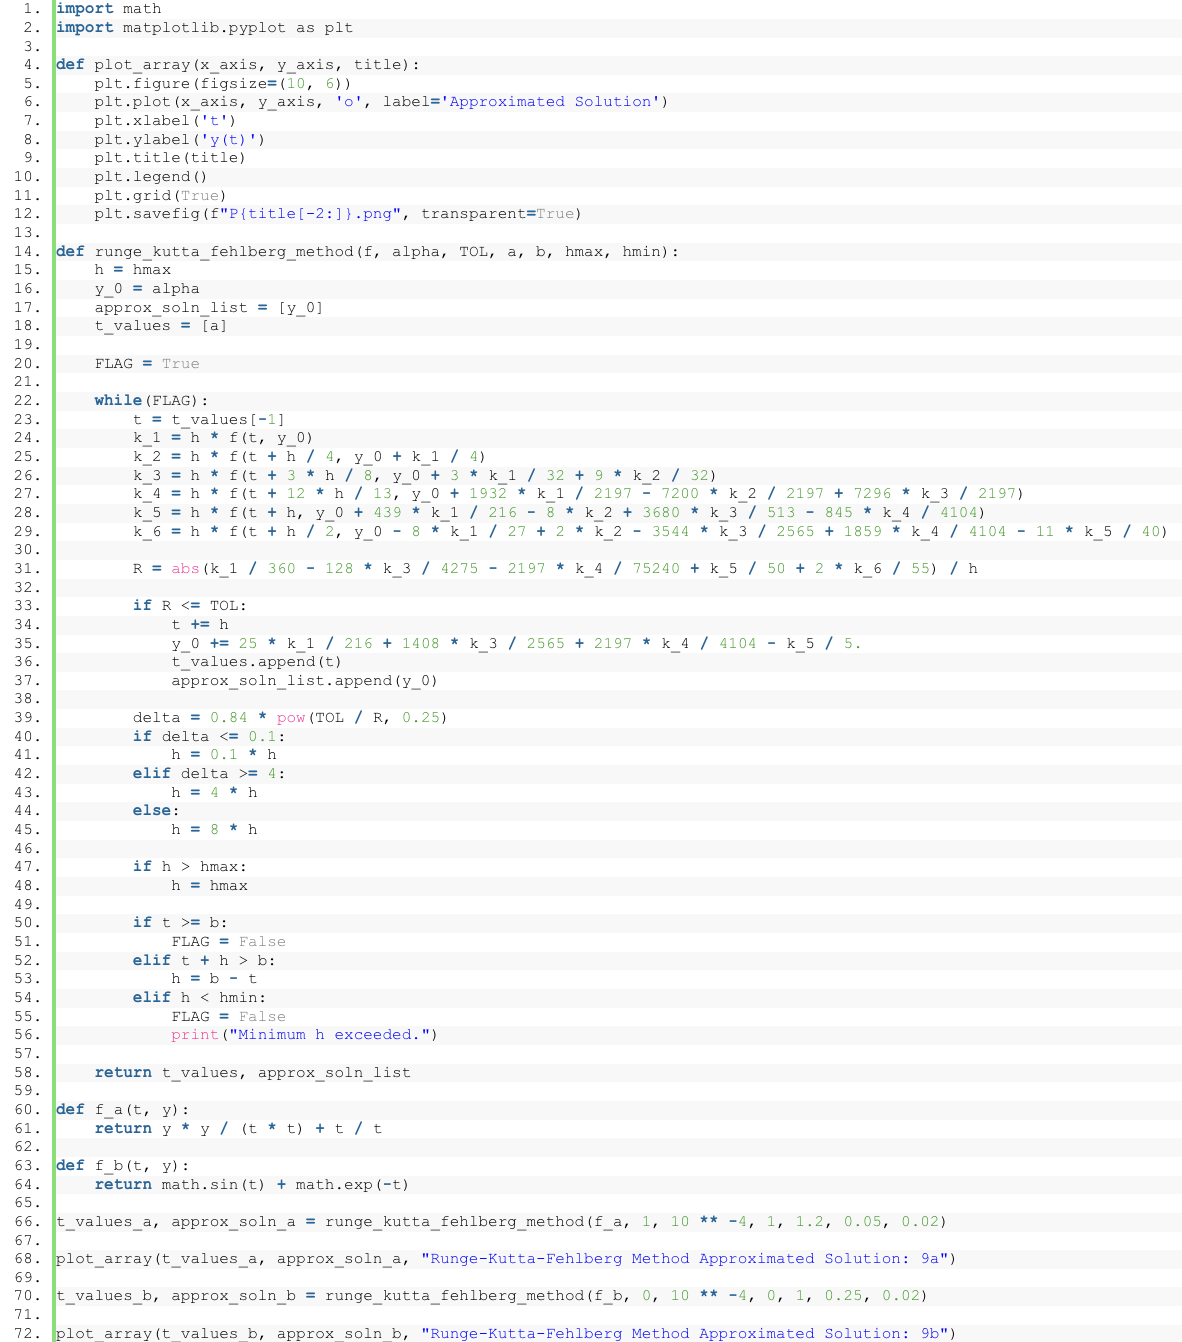 1. import math
2. import matplotlib.pyplot as plt
3.
4. def plot_array(x_axis, y_axis, title):
5.     plt.figure(figsize=(10, 6))
6.     plt.plot(x_axis, y_axis, 'o', label='Approximated Solution')
7.     plt.xlabel('t')
8.     plt.ylabel('y(t)')
9.     plt.title(title)
10.     plt.legend()
11.     plt.grid(True)
12.     plt.savefig(f"P{title[-2:]}.png", transparent=True)
13.
14. def runge_kutta_fehlberg_method(f, alpha, TOL, a, b, hmax, hmin):
15.     h = hmax
16.     y_0 = alpha
17.     approx_soln_list = [y_0]
18.     t_values = [a]
19.
20.     FLAG = True
21.
22.     while(FLAG):
23.         t = t_values[-1]
24.         k_1 = h * f(t, y_0)
25.         k_2 = h * f(t + h / 4, y_0 + k_1 / 4)
26.         k_3 = h * f(t + 3 * h / 8, y_0 + 3 * k_1 / 32 + 9 * k_2 / 32)
27.         k_4 = h * f(t + 12 * h / 13, y_0 + 1932 * k_1 / 2197 - 7200 * k_2 / 2197 + 7296 * k_3 / 2197)
28.         k_5 = h * f(t + h, y_0 + 439 * k_1 / 216 - 8 * k_2 + 3680 * k_3 / 513 - 845 * k_4 / 4104)
29.         k_6 = h * f(t + h / 2, y_0 - 8 * k_1 / 27 + 2 * k_2 - 3544 * k_3 / 2565 + 1859 * k_4 / 4104 - 11 * k_5 / 40)
30.
31.         R = abs(k_1 / 360 - 128 * k_3 / 4275 - 2197 * k_4 / 75240 + k_5 / 50 + 2 * k_6 / 55) / h
32.
33.         if R <= TOL:
34.             t += h
35.             y_0 += 25 * k_1 / 216 + 1408 * k_3 / 2565 + 2197 * k_4 / 4104 - k_5 / 5.
36.             t_values.append(t)
37.             approx_soln_list.append(y_0)
38.
39.         delta = 0.84 * pow(TOL / R, 0.25)
40.         if delta <= 0.1:
41.             h = 0.1 * h
42.         elif delta >= 4:
43.             h = 4 * h
44.         else:
45.             h = 8 * h
46.
47.         if h > hmax:
48.             h = hmax
49.
50.         if t >= b:
51.             FLAG = False
52.         elif t + h > b:
53.             h = b - t
54.         elif h < hmin:
55.             FLAG = False
56.             print("Minimum h exceeded.")
57.
58.     return t_values, approx_soln_list
59.
60. def f_a(t, y):
61.     return y * y / (t * t) + t / t
62.
63. def f_b(t, y):
64.     return math.sin(t) + math.exp(-t)
65.
66. t_values_a, approx_soln_a = runge_kutta_fehlberg_method(f_a, 1, 10 ** -4, 1, 1.2, 0.05, 0.02)
67.
68. plot_array(t_values_a, approx_soln_a, "Runge-Kutta-Fehlberg Method Approximated Solution: 9a")
69.
70. t_values_b, approx_soln_b = runge_kutta_fehlberg_method(f_b, 0, 10 ** -4, 0, 1, 0.25, 0.02)
71.
72. plot_array(t_values_b, approx_soln_b, "Runge-Kutta-Fehlberg Method Approximated Solution: 9b")